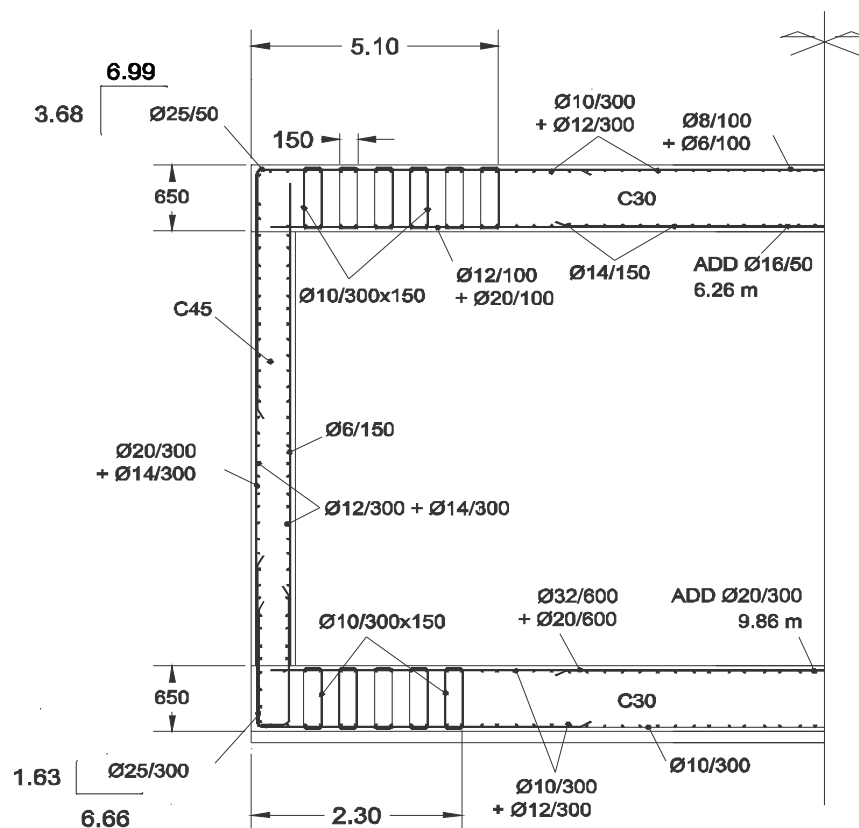 5.10
6.99
3.68
Ø25/50
150
Ø10/300
+ Ø12/300
Ø8/100
+ Ø6/100
650
C30
Ø10/300x150
Ø12/100
+ Ø20/100
Ø14/150
ADD Ø16/50
6.26 m
C45
Ø6/150
Ø20/300
+ Ø14/300
Ø12/300 + Ø14/300
Ø10/300x150
Ø32/600
+ Ø20/600
ADD Ø20/300
9.86 m
650
C30
1.63
6.66
Ø25/300
2.30
Ø10/300
+ Ø12/300
Ø10/300